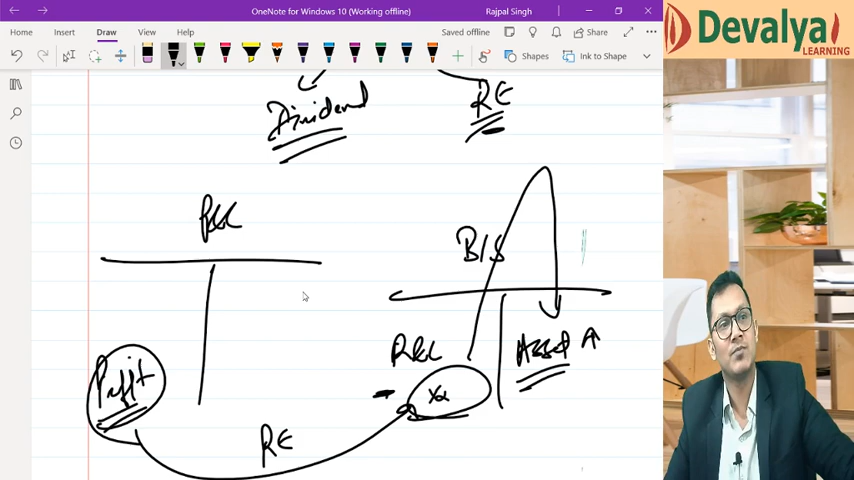 OneNote for Windows 10 (Working offline)
Rajpal Singh
Home Insert Draw View Help
Saved offline
Share
Shapes
Ink to Shape
Devalya
LEARNING
Dividend
RE
P&L
B/S
R&L
Asset A
Profit
xx
RE